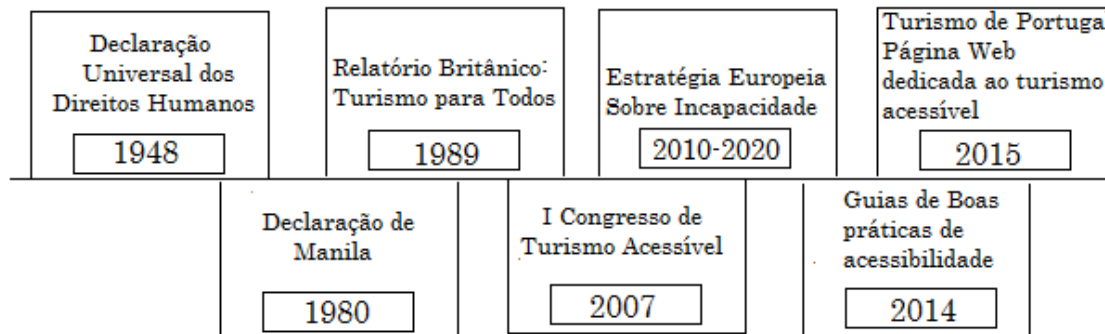 Declaração
Universal dos
Direitos Humanos
1948
Declaração de
Manila
1980
Relatório Britânico:
Turismo para Todos
1989
I Congresso de
Turismo Acessível
2007
Estratégia Europeia
Sobre Incapacidade
2010-2020
Guias de Boas
práticas de
acessibilidade
2014
Turismo de Portuga
Página Web
dedicada ao turismo
acessível
2015